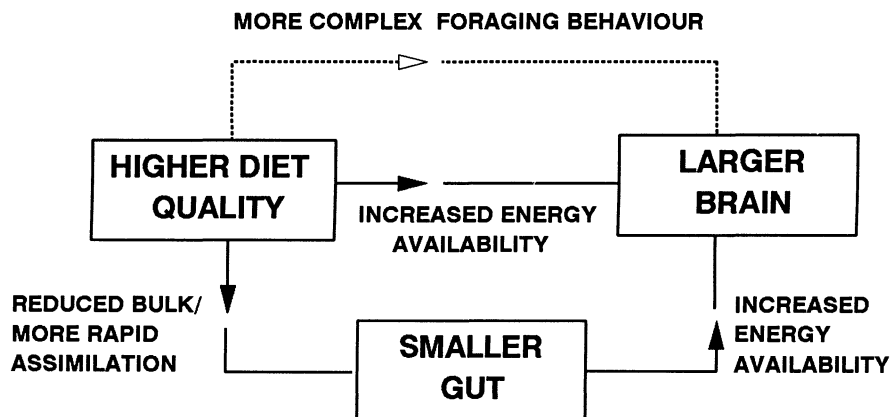 MORE COMPLEX FORAGING BEHAVIOUR
HIGHER DIET
QUALITY
LARGER
BRAIN
INCREASED ENERGY
AVAILABILITY
REDUCED BULK/
MORE RAPID
ASSIMILATION
SMALLER
GUT
INCREASED
ENERGY
AVAILABILITY